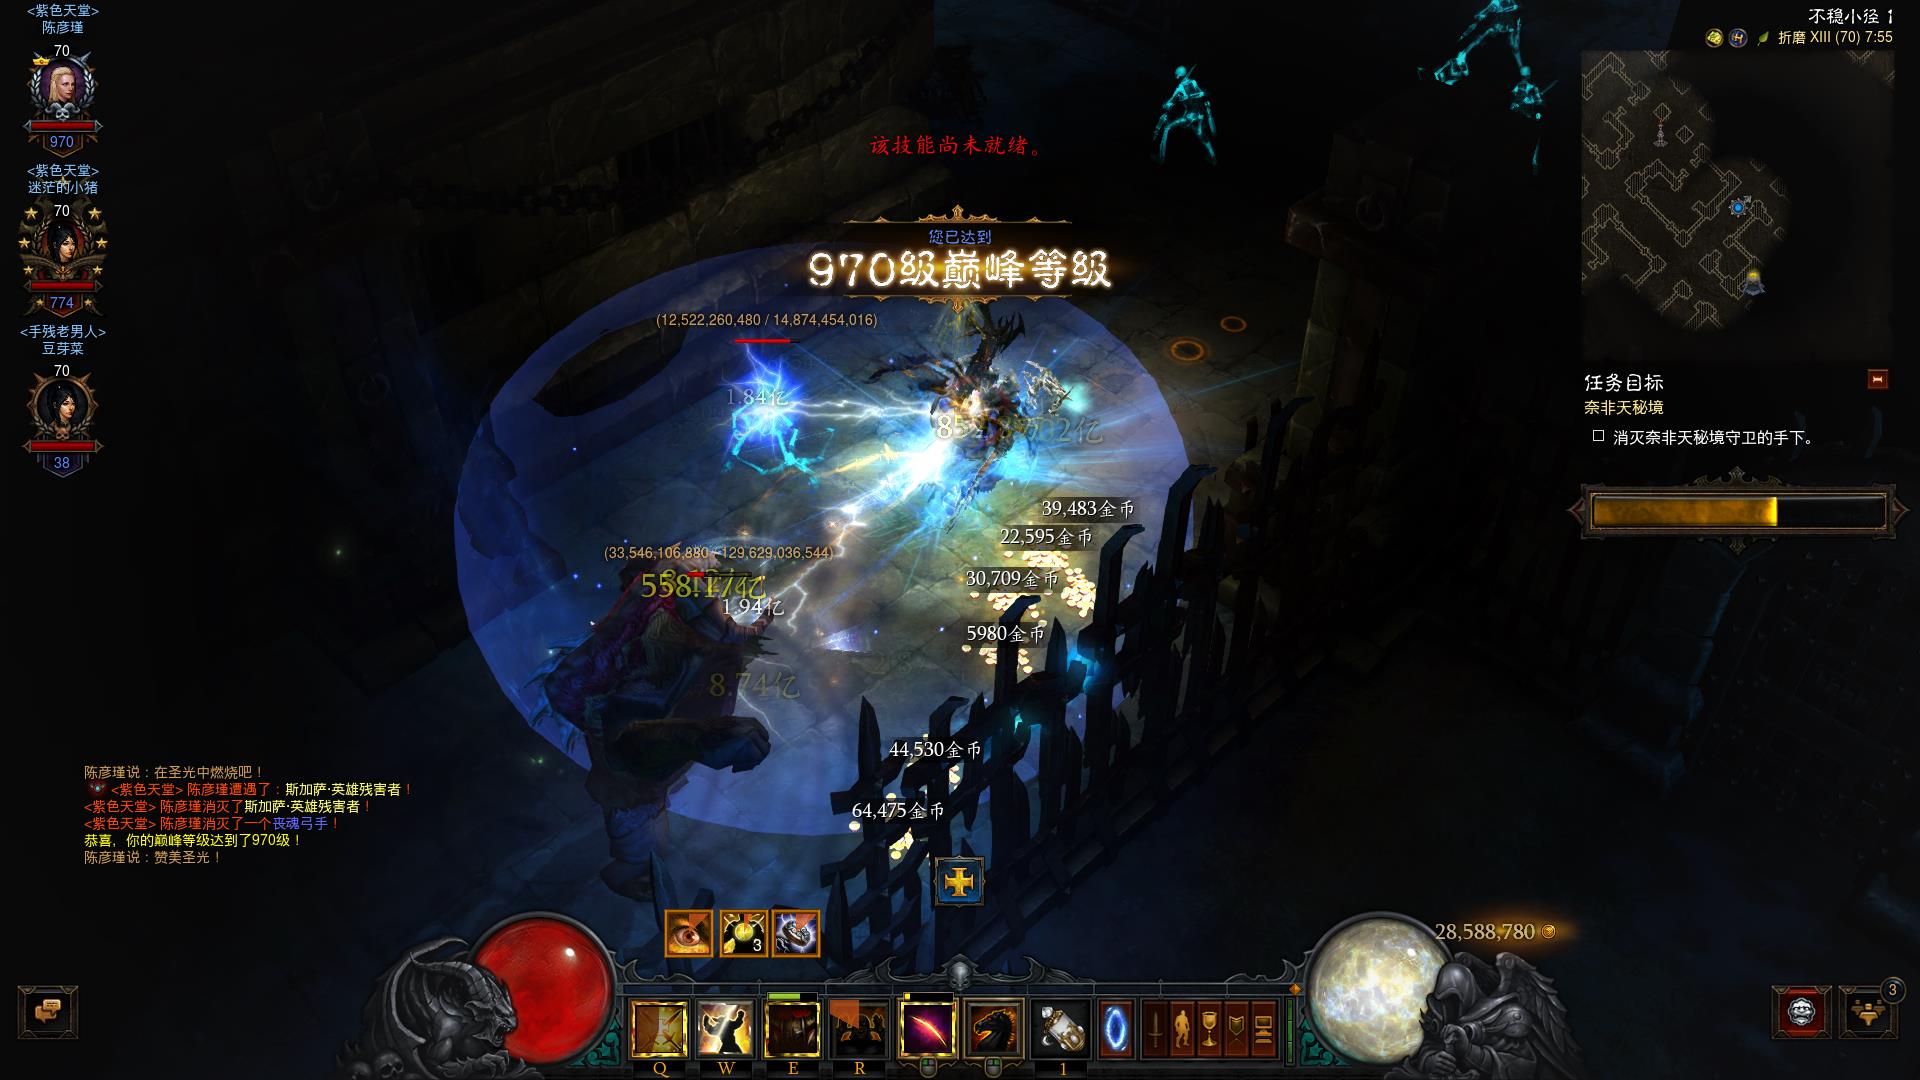 <紫色天堂>
陈彦瑾
70
970
<紫色天堂>
迷茫的小猪
70
774
<手残老男人>
豆芽菜
70
38
不稳小径 1
折磨 XIII (70) 7:55
该技能尚未就绪。
您已达到
970级巅峰等级
(12,522,260,480 / 14,874,454,016)
1.84亿
任务目标
奈非天秘境
消灭奈非天秘境守卫的手下。
39,483金币
22,595金币
(33,546,106,880 129,629,036,544)
30,709金币
558.17亿
1.94亿
5980金币
8.74亿
44,530金币
64,475金币
陈彦瑾说：在圣光中燃烧吧！
<紫色天堂> 陈彦瑾遭遇了：斯加萨·英雄残害者！
<紫色天堂> 陈彦瑾消灭了斯加萨·英雄残害者！
<紫色天堂> 陈彦瑾消灭了一个丧魂弓手！
恭喜，你的巅峰等级达到了970级！
陈彦瑾说：赞美圣光！
3
28,588,780
3
Q W E R 1